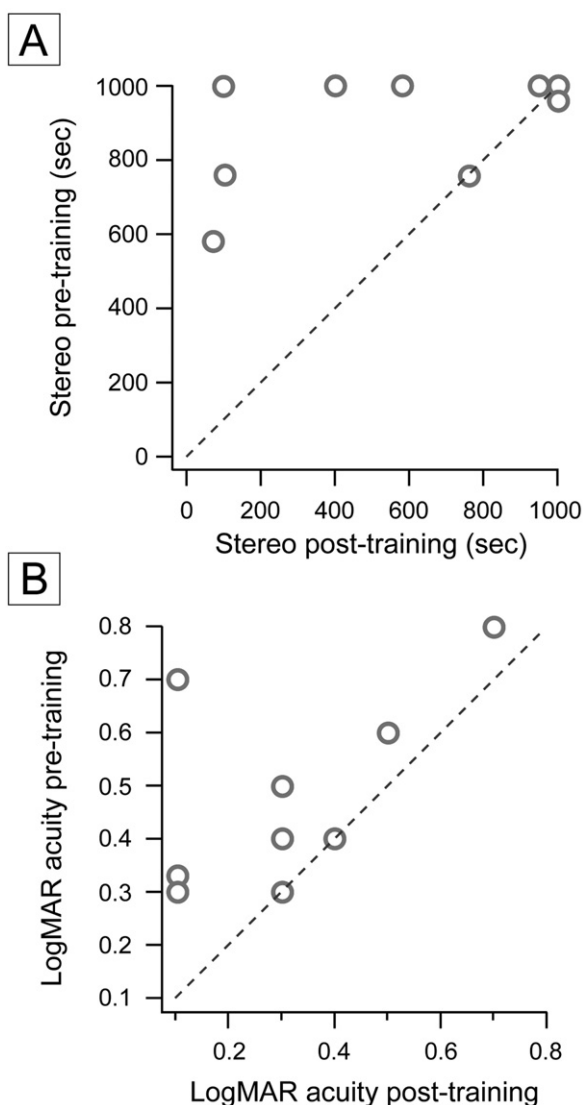 A
Stereo pre-training (sec)
1000
800
600
400
200
0
0 200 400 600 800 1000
Stereo post-training (sec)
B
LogMAR acuity pre-training
0.8
0.7
0.6
0.5
0.4
0.3
0.2
0.1
0.2 0.4 0.6 0.8
LogMAR acuity post-training